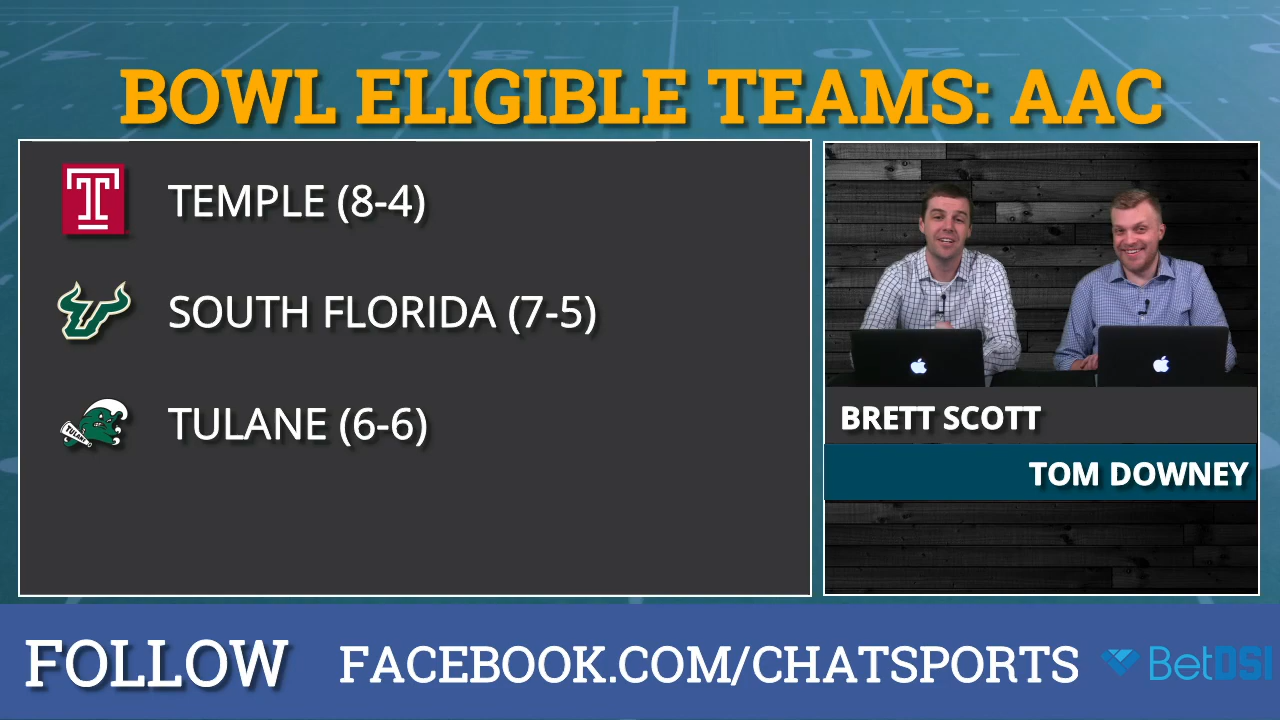 BOWL ELIGIBLE TEAMS: AAC
TEMPLE (8-4)
SOUTH FLORIDA (7-5)
TULANE (6-6)
BRETT SCOTT
TOM DOWNEY
FOLLOW FACEBOOK.COM/CHATSPORTS BetDSI